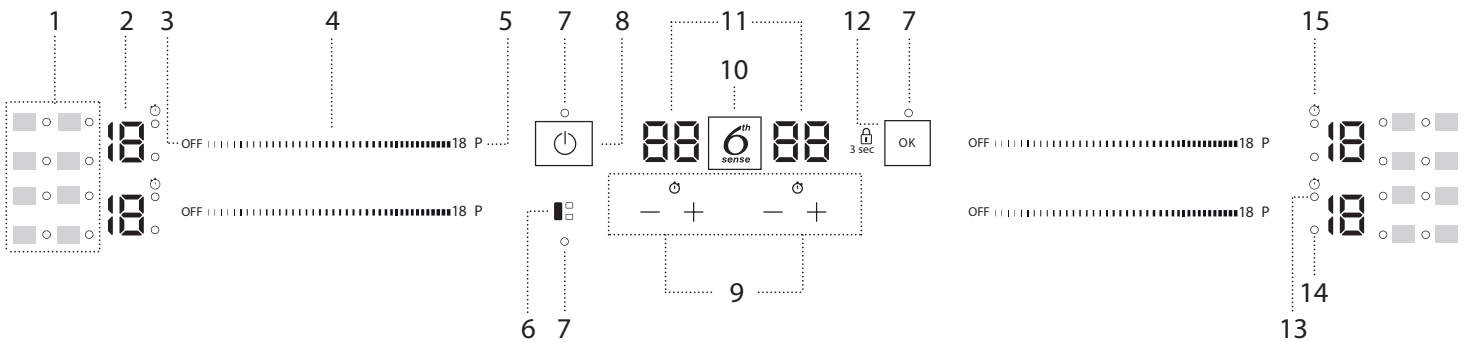 1 2 3 4 5 7 8 11 12 7 15
10
18 OFF 18 P 88 6th sense 88 3 sec OK OFF 18 P 18
18 OFF 18 P − + − + OFF 18 P 18
9
6 7 13 14